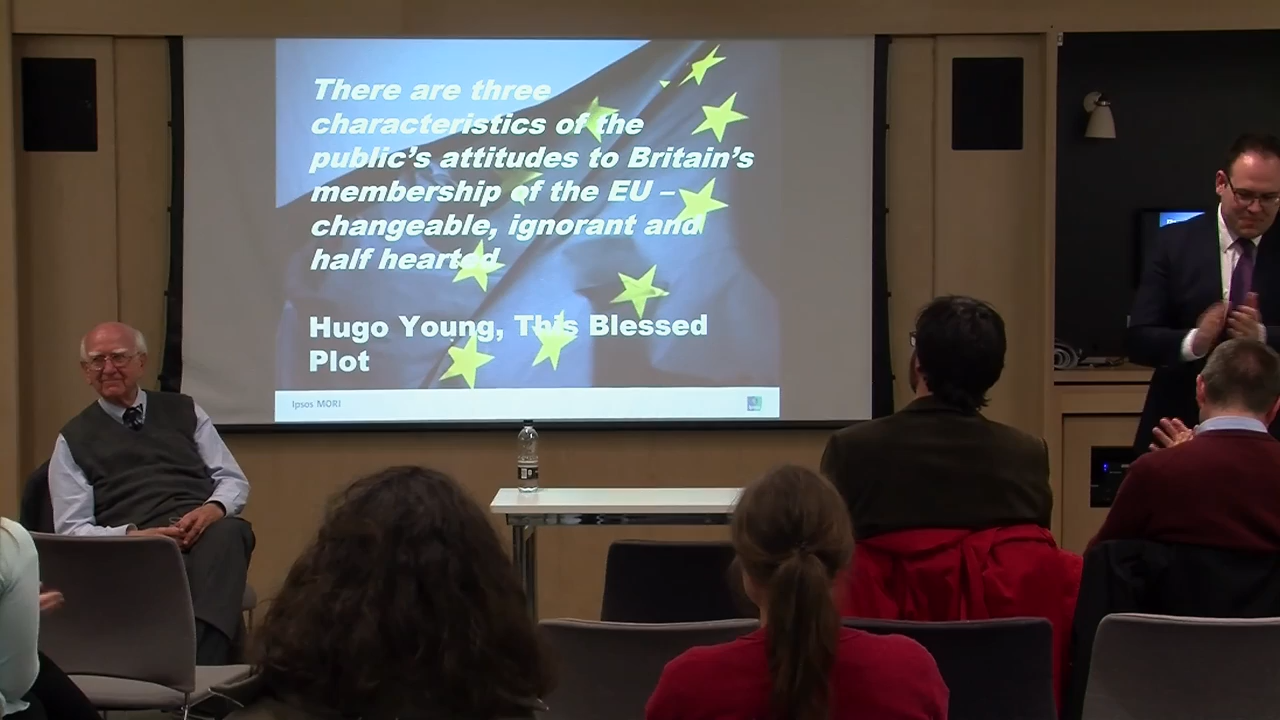 There are three
characteristics of the
public's attitudes to Britain's
membership of the EU –
changeable, ignorant and
half hearted
Hugo Young, This Blessed
Plot
Ipsos MORI